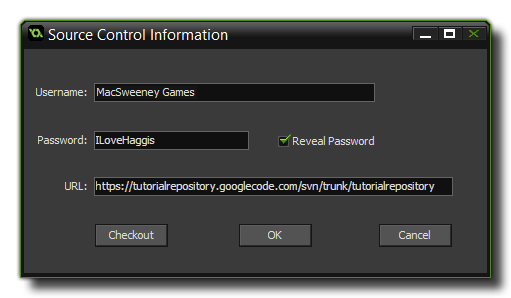 Source Control Information
Username: MacSweeney Games
Password: ILoveHaggis Reveal Password
URL: https://tutorialrepository.googlecode.com/svn/trunk/tutorialrepository
Checkout OK Cancel